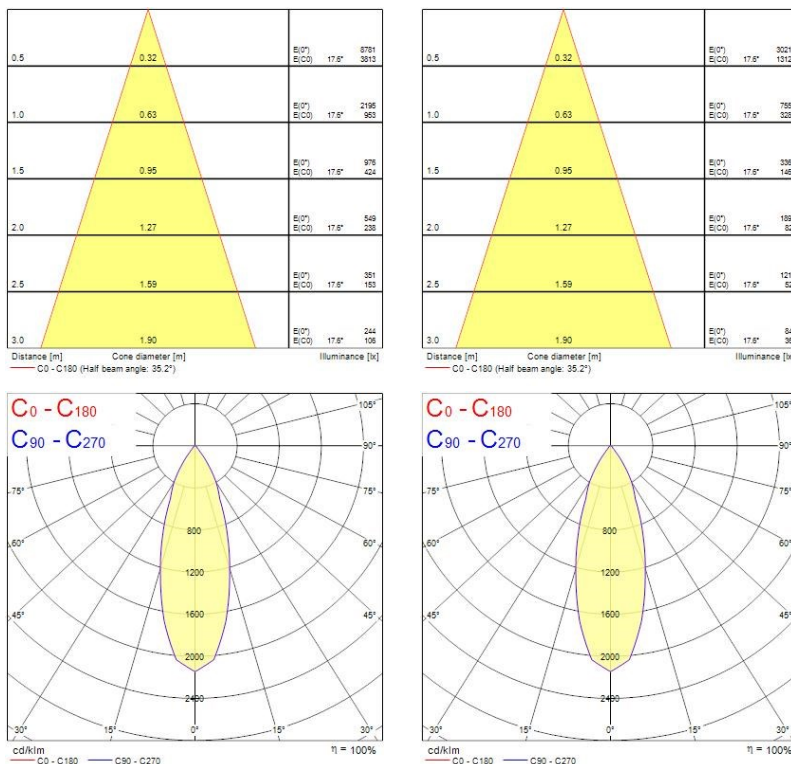 0.5 0.32 E(0°) 8781
E(C0) 17.6° 3813
1.0 0.63 E(0°) 2195
E(C0) 17.6° 953
1.5 0.95 E(0°) 976
E(C0) 17.6° 424
2.0 1.27 E(0°) 549
E(C0) 17.6° 238
2.5 1.59 E(0°) 351
E(C0) 17.6° 153
3.0 1.90 E(0°) 244
E(C0) 17.6° 106
Distance [m] Cone diameter [m] Illuminance [lx]
C0 - C180 (Half beam angle: 35.2°)
0.5 0.32 E(0°) 3021
E(C0) 17.6° 1312
1.0 0.63 E(0°) 755
E(C0) 17.6° 328
1.5 0.95 E(0°) 336
E(C0) 17.6° 146
2.0 1.27 E(0°) 189
E(C0) 17.6° 82
2.5 1.59 E(0°) 121
E(C0) 17.6° 52
3.0 1.90 E(0°) 84
E(C0) 17.6° 36
Distance [m] Cone diameter [m] Illuminance [lx]
C0 - C180 (Half beam angle: 35.2°)
C0 - C180
C90 - C270
105°
90°
75° 75°
800
60° 60°
1200
45° 1600 45°
2000
2400
30° 15° 0° 15° 30°
cd/klm η = 100%
C0 - C180 C90 - C270
C0 - C180
C90 - C270
105°
90°
75° 75°
800
60° 60°
1200
45° 1600 45°
2000
2400
30° 15° 0° 15° 30°
cd/klm η = 100%
C0 - C180 C90 - C270